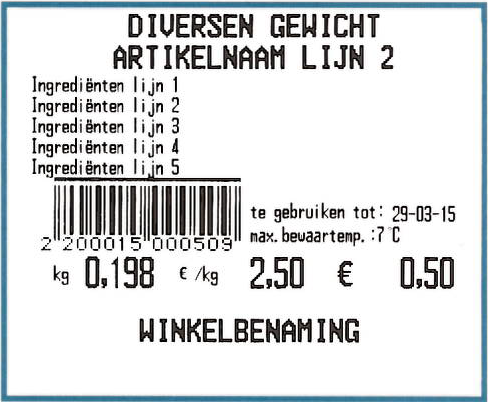 DIVERSEN GEWICHT
ARTIKELNAAM LIJN 2
Ingrediënten lijn 1
Ingrediënten lijn 2
Ingrediënten lijn 3
Ingrediënten lijn 4
Ingrediënten lijn 5
te gebruiken tot: 29-03-15
2 200015 000509 max.bewaartemp.:7°C
kg 0,198 € /kg 2,50 € 0,50
WINKELBENAMING